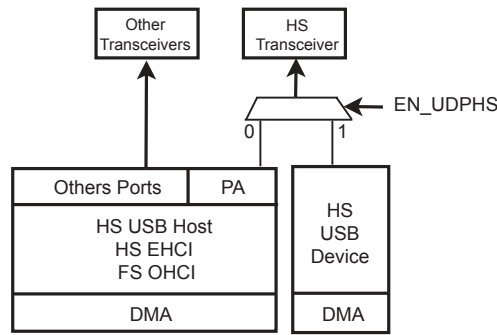 Other
Transceivers
HS
Transceiver
EN_UDPHS
0
1
Others Ports
PA
HS USB Host
HS EHCI
FS OHCI
DMA
HS
USB
Device
DMA